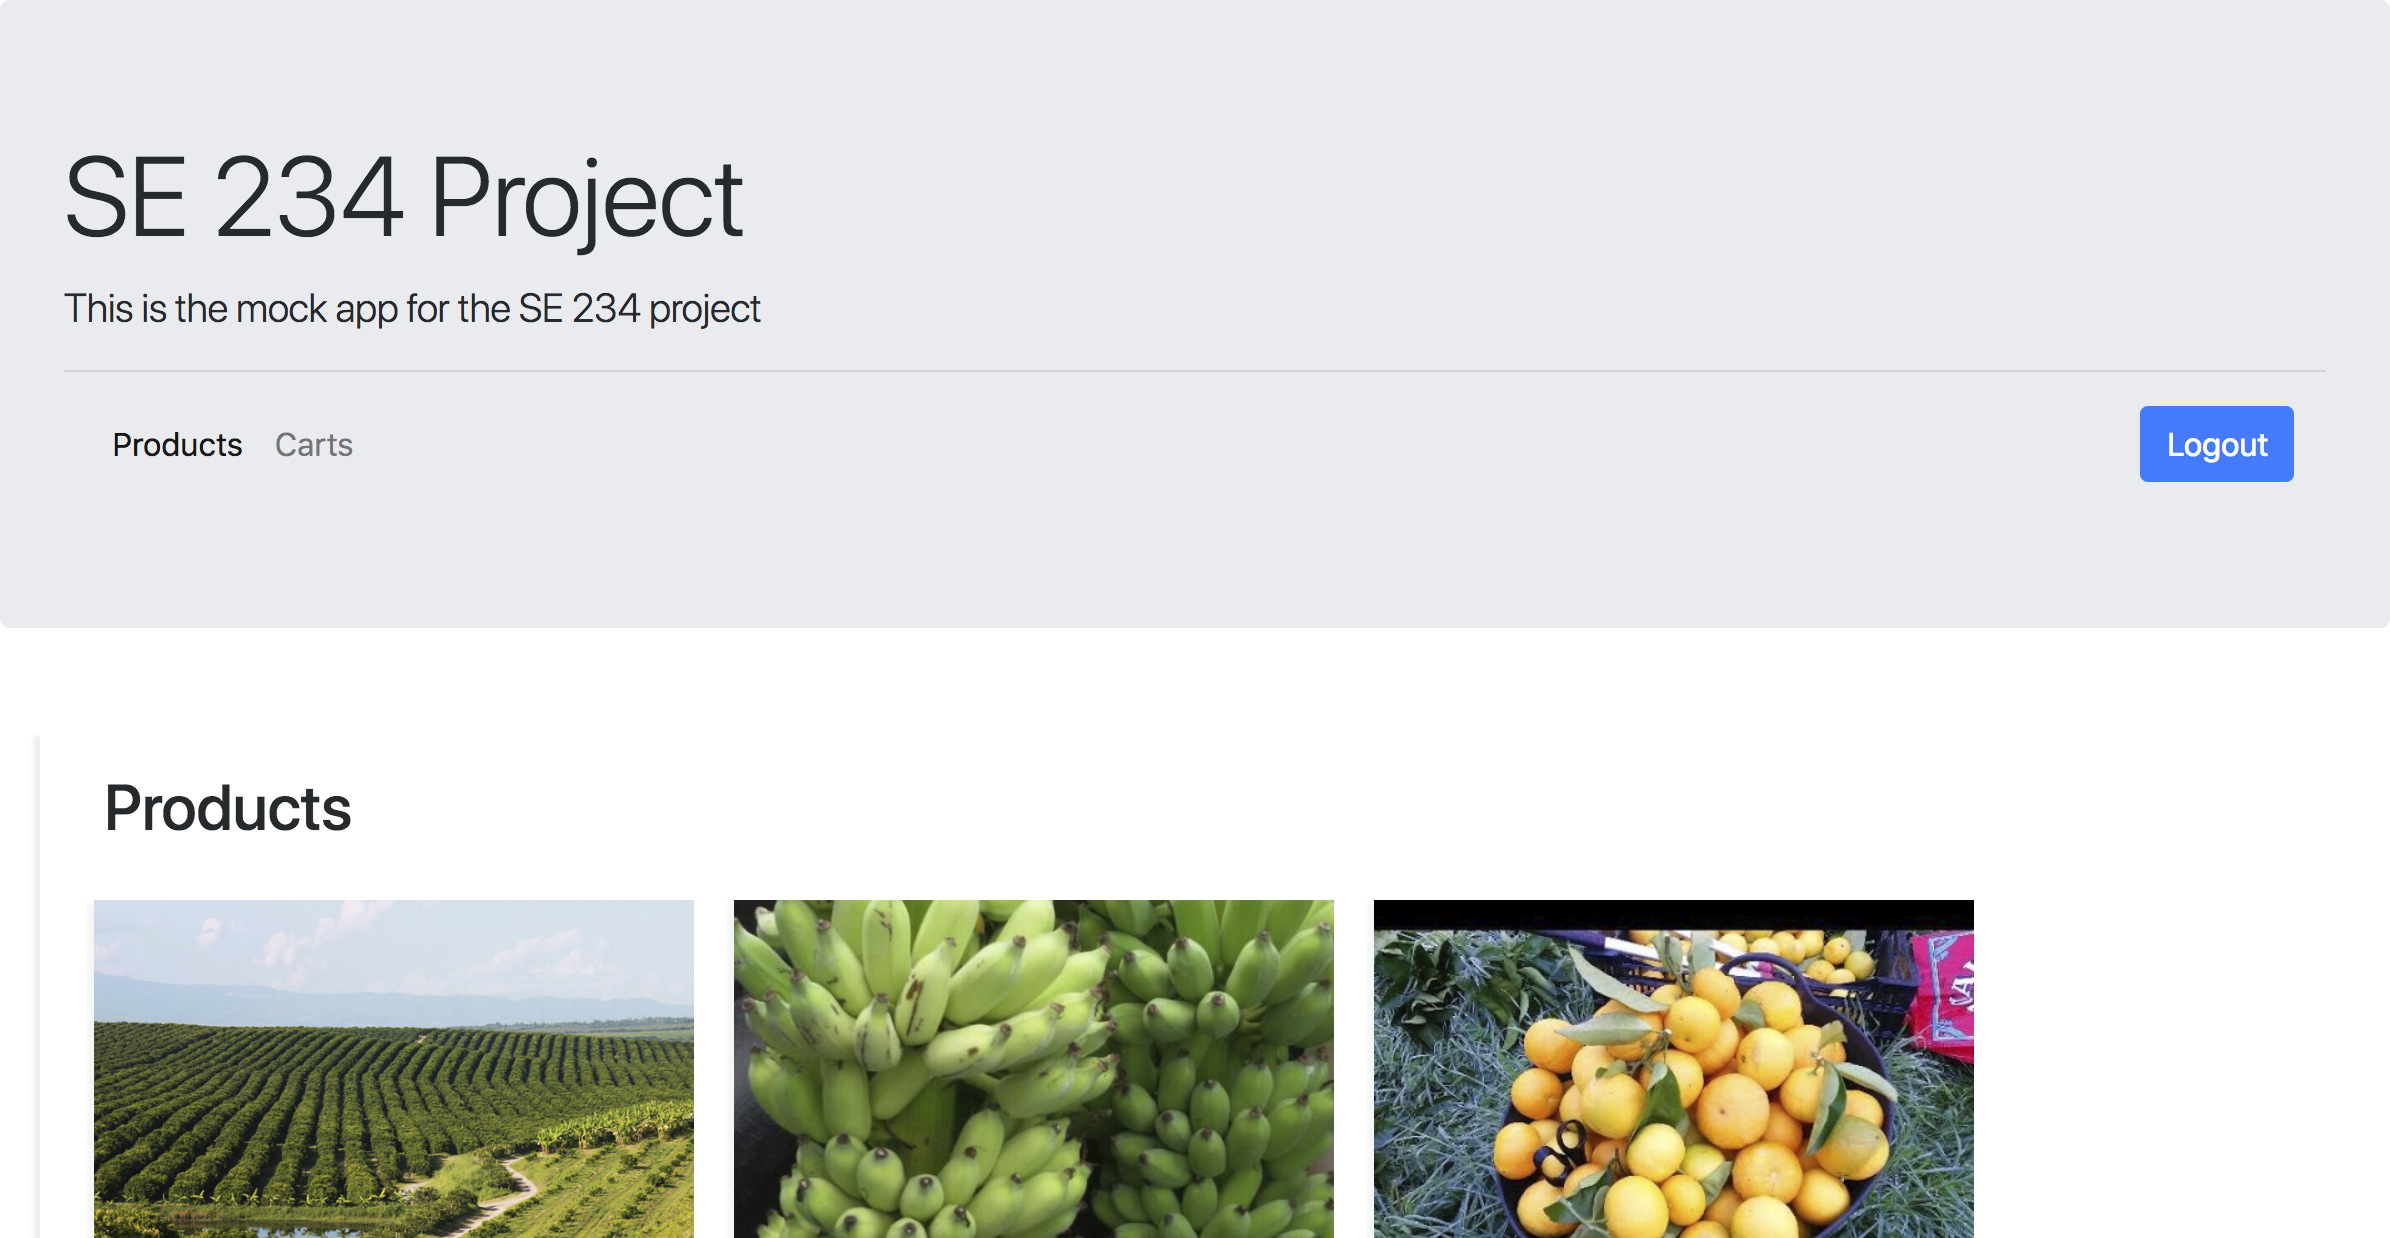 SE 234 Project
This is the mock app for the SE 234 project
Products Carts Logout
Products